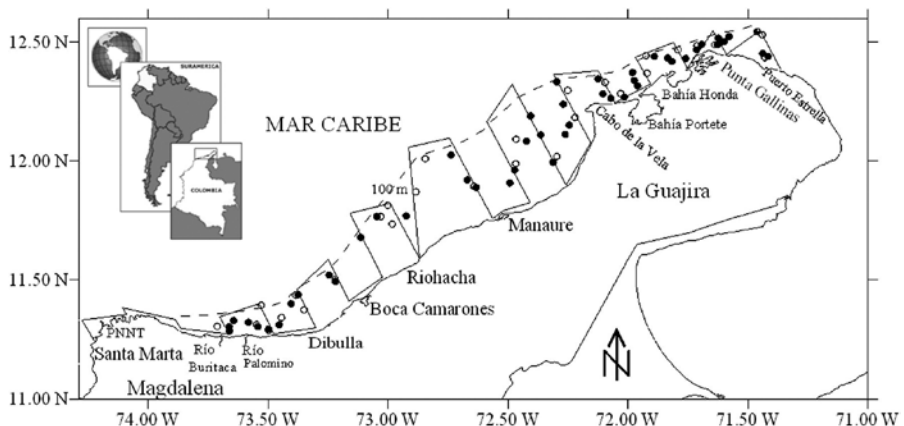 12.50 N
12.00 N
11.50 N
11.00 N
SURAMERICA
COLOMBIA
MAR CARIBE
100 m
Puerto Estrella
Punta Gallinas
Bahía Honda
Bahía Portete
Cabo de la Vela
La Guajira
Manaure
Riohacha
Boca Camarones
Dibulla
PNNT
Santa Marta
Río
Buritaca
Río
Palomino
Magdalena
N
74.00 W
73.50 W
73.00 W
72.50 W
72.00 W
71.50 W
71.00 W